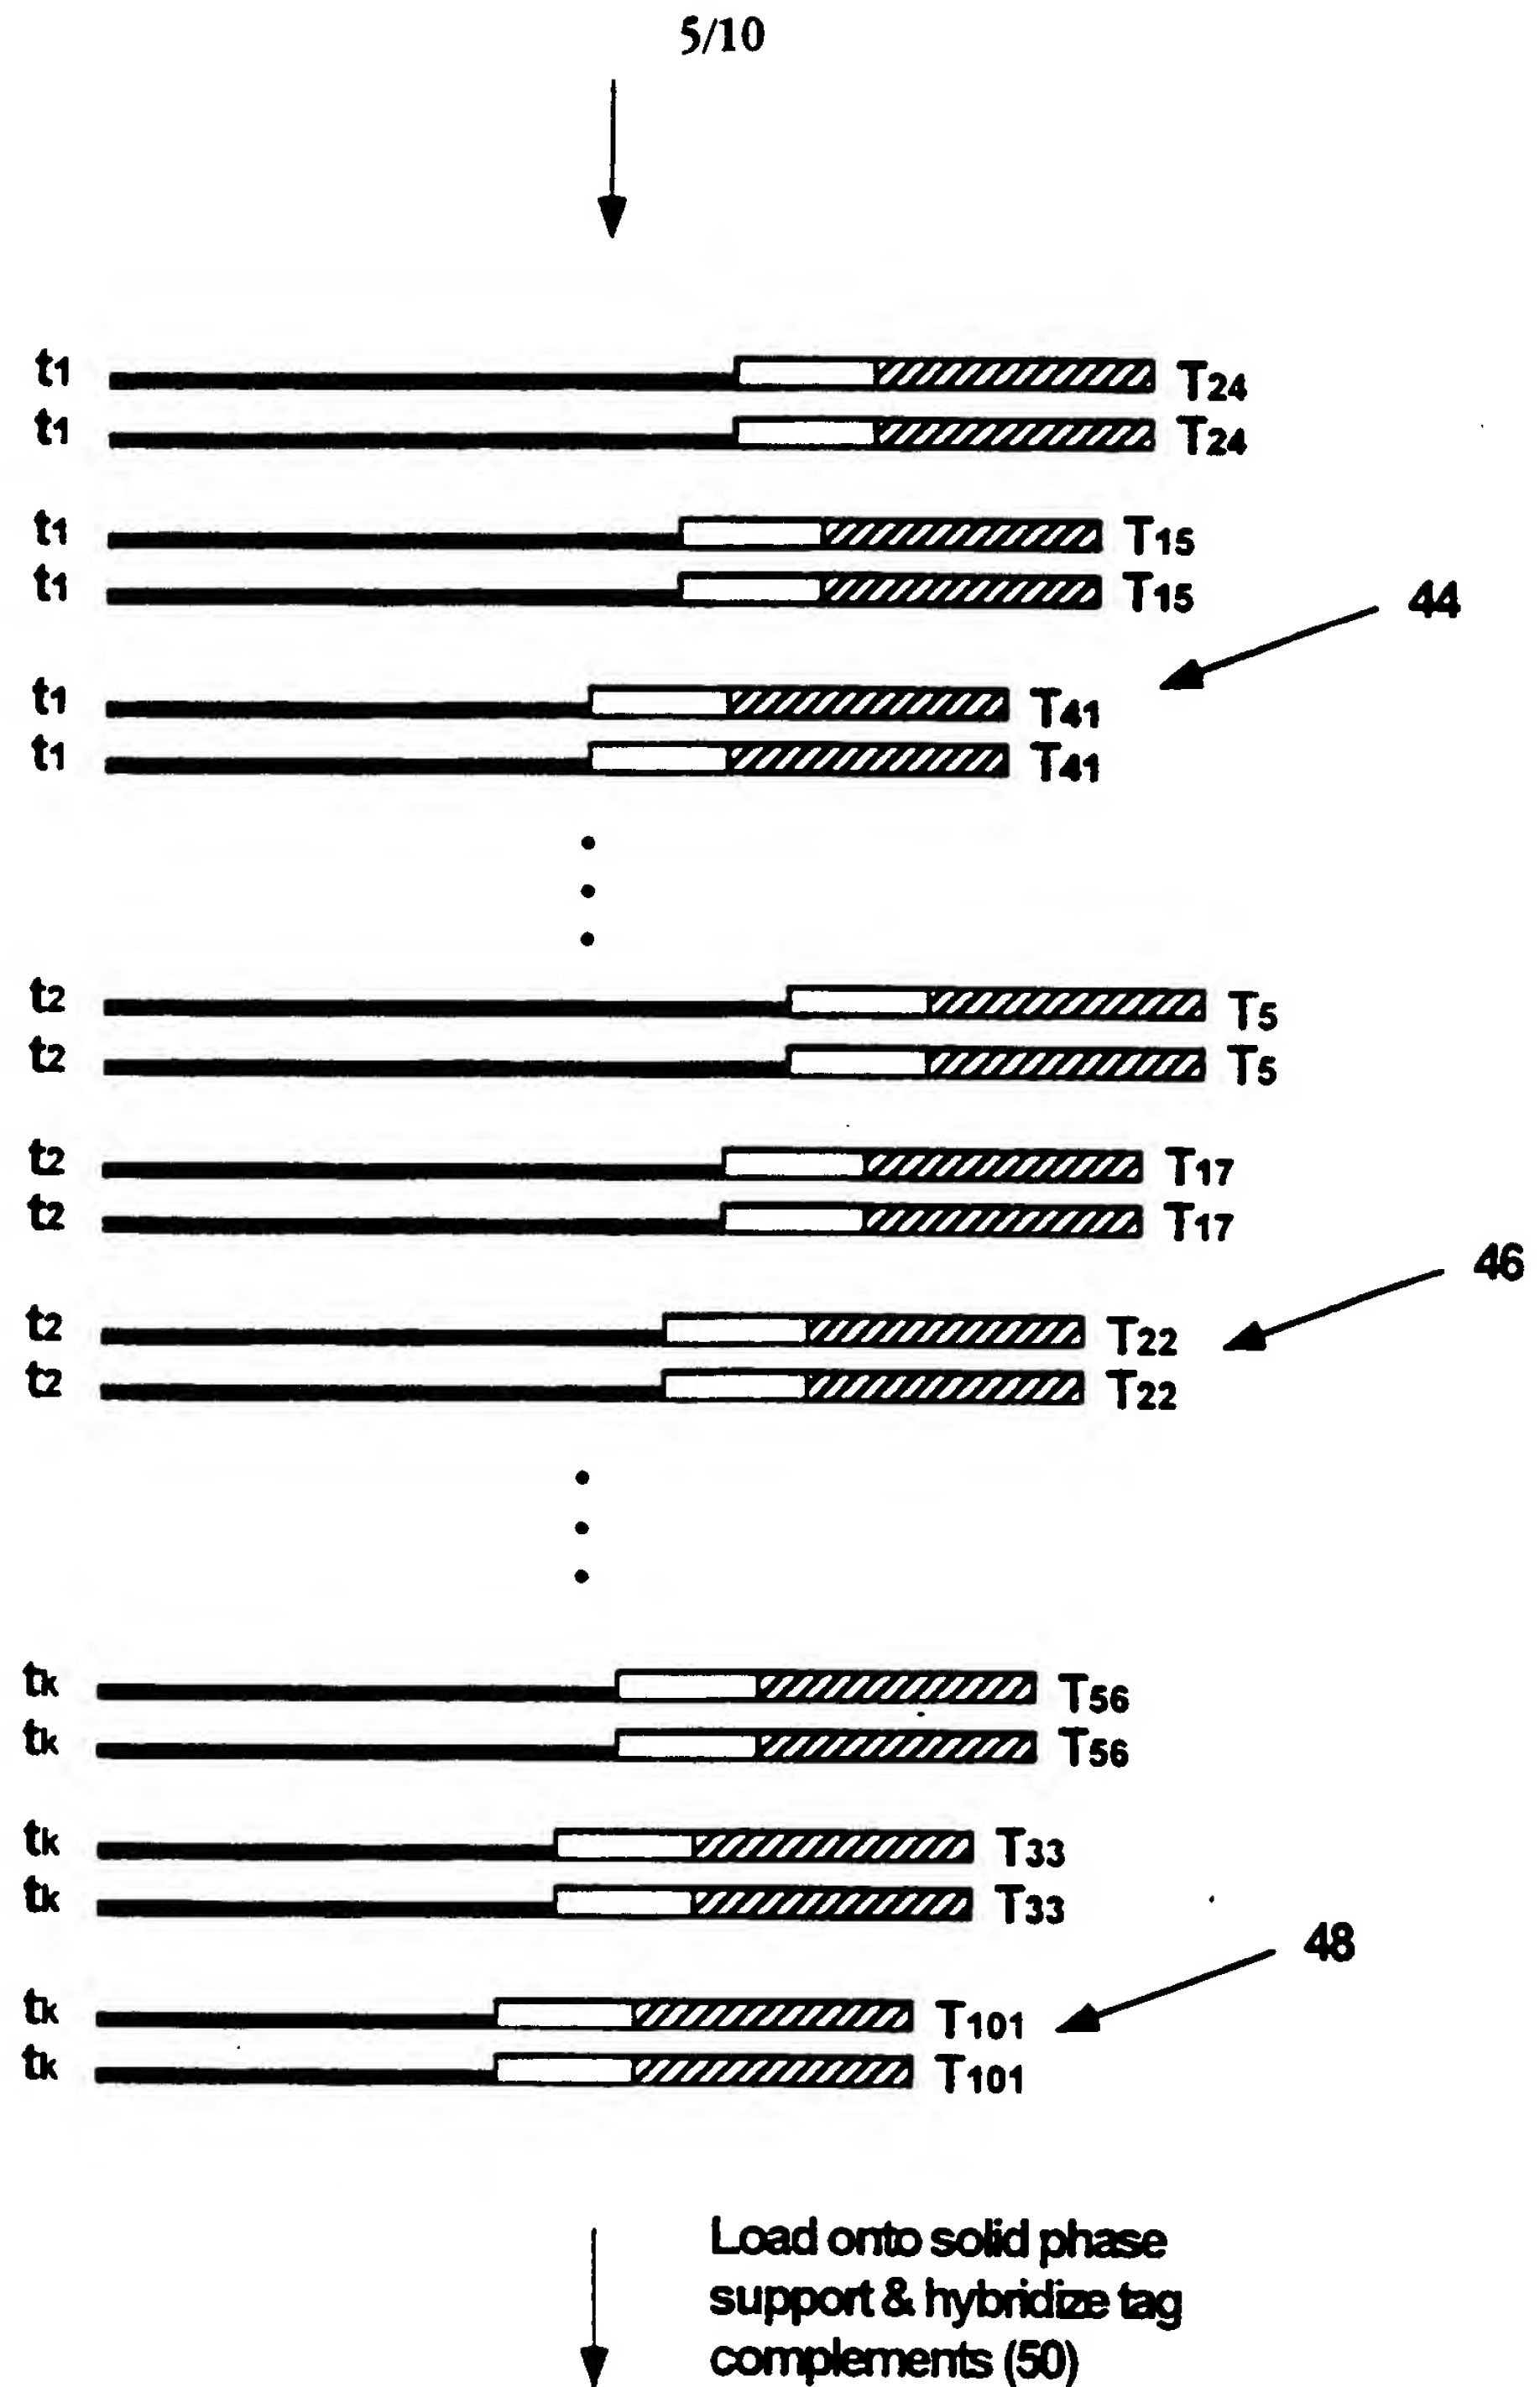 5/10
t1 T24
t1 T24
t1 T15
t1 T15
44
t1 T41
t1 T41
t2 T5
t2 T5
t2 T17
t2 T17
46
t2 T22
t2 T22
tk T56
tk T56
tk T33
tk T33
48
tk T101
tk T101
Load onto solid phase
support & hybridize tag
complements (50)